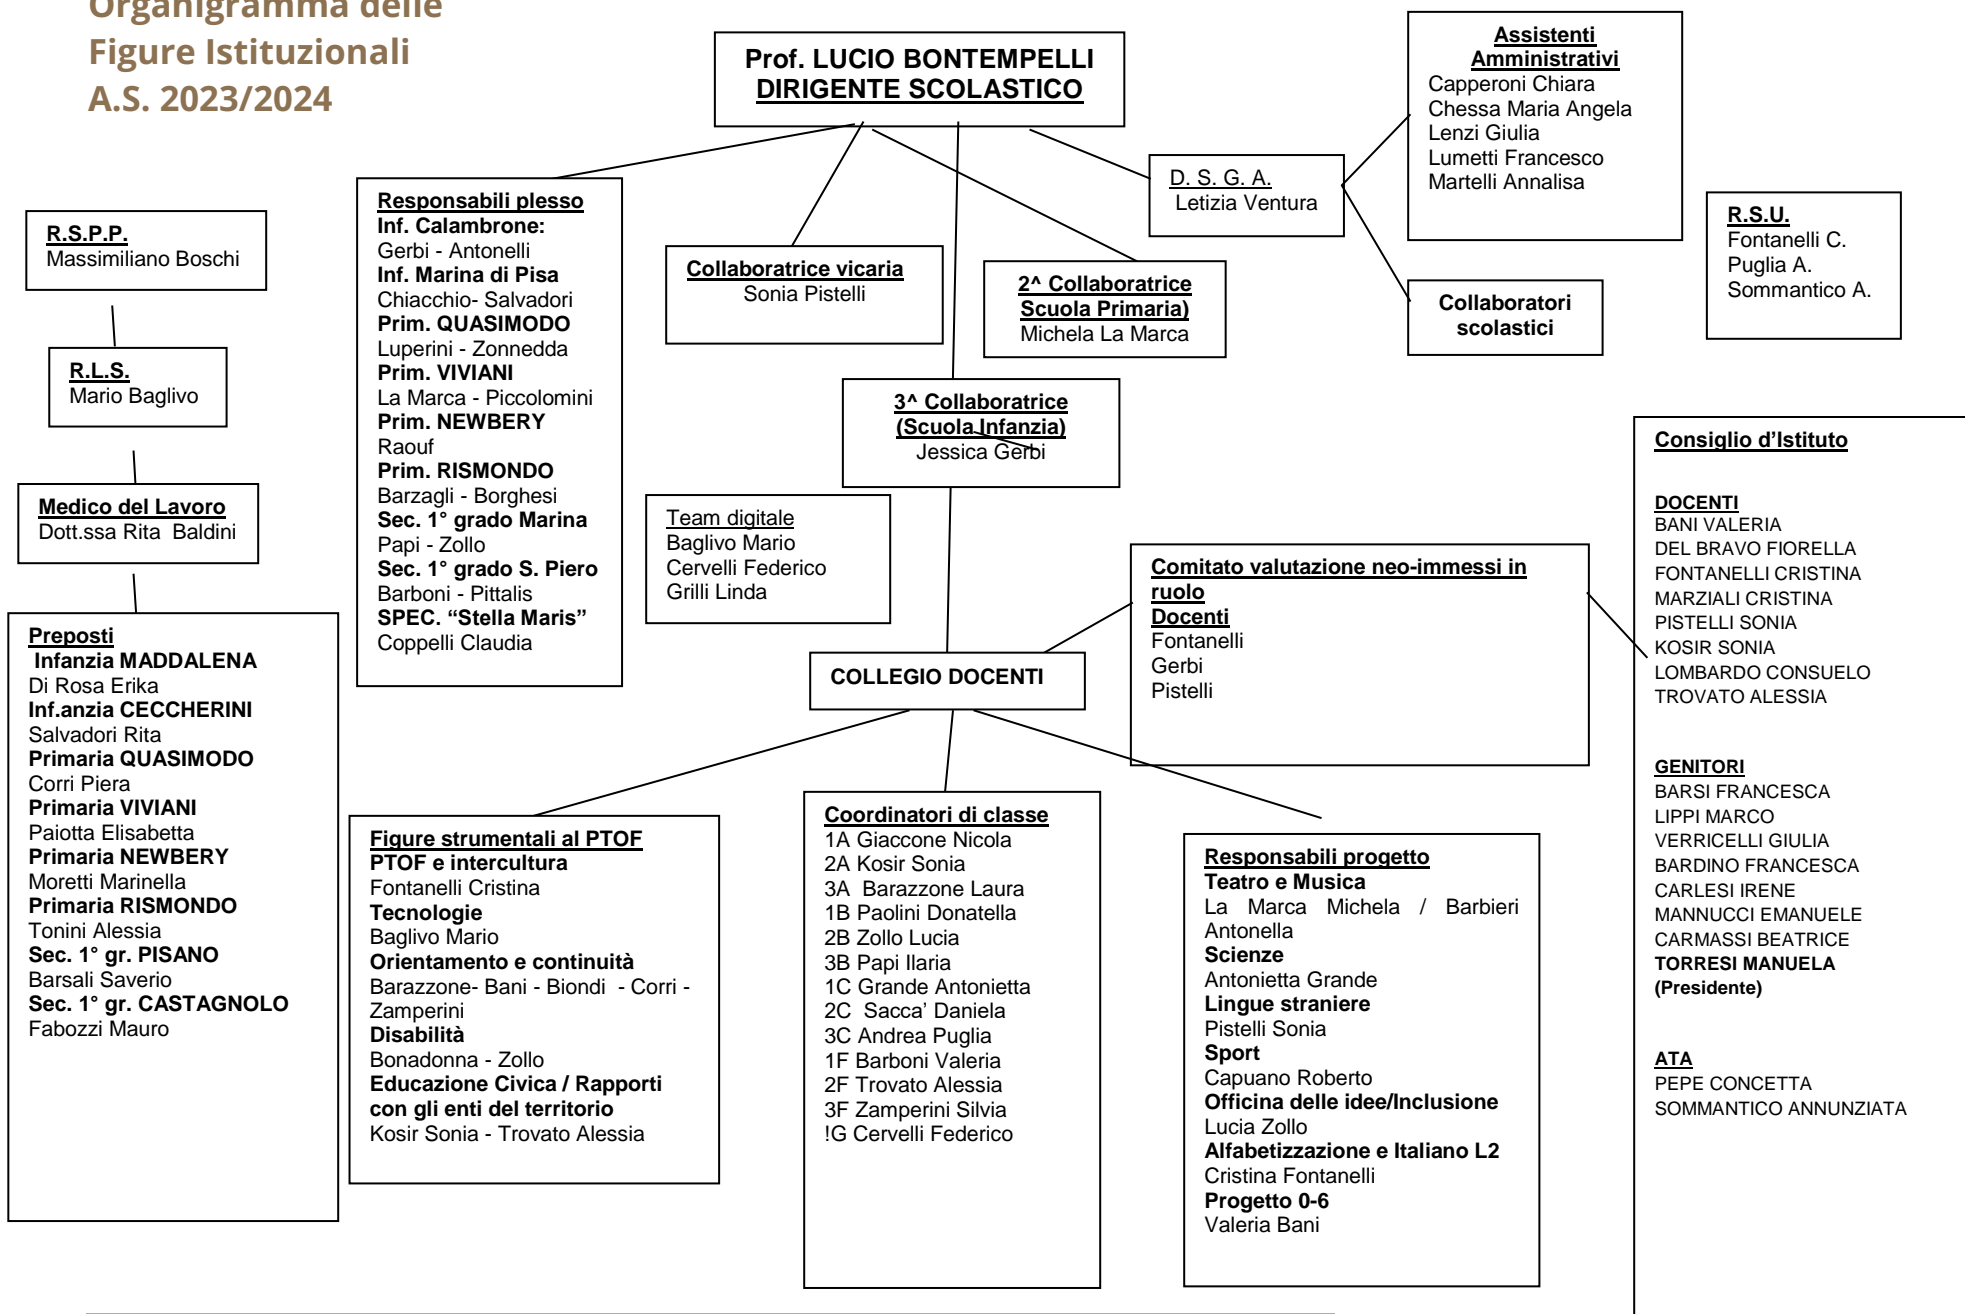 Organigramma delle
Figure Istituzionali
A.S. 2023/2024
Prof. LUCIO BONTEMPELLI
DIRIGENTE SCOLASTICO
Assistenti
Amministrativi
Capperoni Chiara
Chessa Maria Angela
Lenzi Giulia
Lumetti Francesco
Martelli Annalisa
D. S. G. A.
Letizia Ventura
R.S.U.
Fontanelli C.
Puglia A.
Sommantico A.
R.S.P.P.
Massimiliano Boschi
Responsabili plesso
Inf. Calambrone:
Gerbi - Antonelli
Inf. Marina di Pisa
Chiacchio- Salvadori
Prim. QUASIMODO
Luperini - Zonnedda
Prim. VIVIANI
La Marca - Piccolomini
Prim. NEWBERY
Raouf
Prim. RISMONDO
Barzagli - Borghesi
Sec. 1° grado Marina
Papi - Zollo
Sec. 1° grado S. Piero
Barboni - Pittalis
SPEC. “Stella Maris”
Coppelli Claudia
Collaboratrice vicaria
Sonia Pistelli
2^ Collaboratrice
Scuola Primaria)
Michela La Marca
Collaboratori
scolastici
R.L.S.
Mario Baglivo
3^ Collaboratrice
(Scuola Infanzia)
Jessica Gerbi
Medico del Lavoro
Dott.ssa Rita  Baldini
Team digitale
Baglivo Mario
Cervelli Federico
Grilli Linda
Comitato valutazione neo-immessi in
ruolo
Docenti
Fontanelli
Gerbi
Pistelli
Consiglio d’Istituto
DOCENTI
BANI VALERIA
DEL BRAVO FIORELLA
FONTANELLI CRISTINA
MARZIALI CRISTINA
PISTELLI SONIA
KOSIR SONIA
LOMBARDO CONSUELO
TROVATO ALESSIA
GENITORI
BARSI FRANCESCA
LIPPI MARCO
VERRICELLI GIULIA
BARDINO FRANCESCA
CARLESI IRENE
MANNUCCI EMANUELE
CARMASSI BEATRICE
TORRESI MANUELA
(Presidente)
ATA
PEPE CONCETTA
SOMMANTICO ANNUNZIATA
COLLEGIO DOCENTI
Preposti
Infanzia MADDALENA
Di Rosa Erika
Inf.anzia CECCHERINI
Salvadori Rita
Primaria QUASIMODO
Corri Piera
Primaria VIVIANI
Paiotta Elisabetta
Primaria NEWBERY
Moretti Marinella
Primaria RISMONDO
Tonini Alessia
Sec. 1° gr. PISANO
Barsali Saverio
Sec. 1° gr. CASTAGNOLO
Fabozzi Mauro
Figure strumentali al PTOF
PTOF e intercultura
Fontanelli Cristina
Tecnologie
Baglivo Mario
Orientamento e continuità
Barazzone- Bani - Biondi  - Corri -
Zamperini
Disabilità
Bonadonna - Zollo
Educazione Civica / Rapporti
con gli enti del territorio
Kosir Sonia - Trovato Alessia
Coordinatori di classe
1A Giaccone Nicola
2A Kosir Sonia
3A  Barazzone Laura
1B Paolini Donatella
2B Zollo Lucia
3B Papi Ilaria
1C Grande Antonietta
2C  Sacca’ Daniela
3C Andrea Puglia
1F Barboni Valeria
2F Trovato Alessia
3F Zamperini Silvia
!G Cervelli Federico
Responsabili progetto
Teatro e Musica
La Marca Michela / Barbieri
Antonella
Scienze
Antonietta Grande
Lingue straniere
Pistelli Sonia
Sport
Capuano Roberto
Officina delle idee/Inclusione
Lucia Zollo
Alfabetizzazione e Italiano L2
Cristina Fontanelli
Progetto 0-6
Valeria Bani